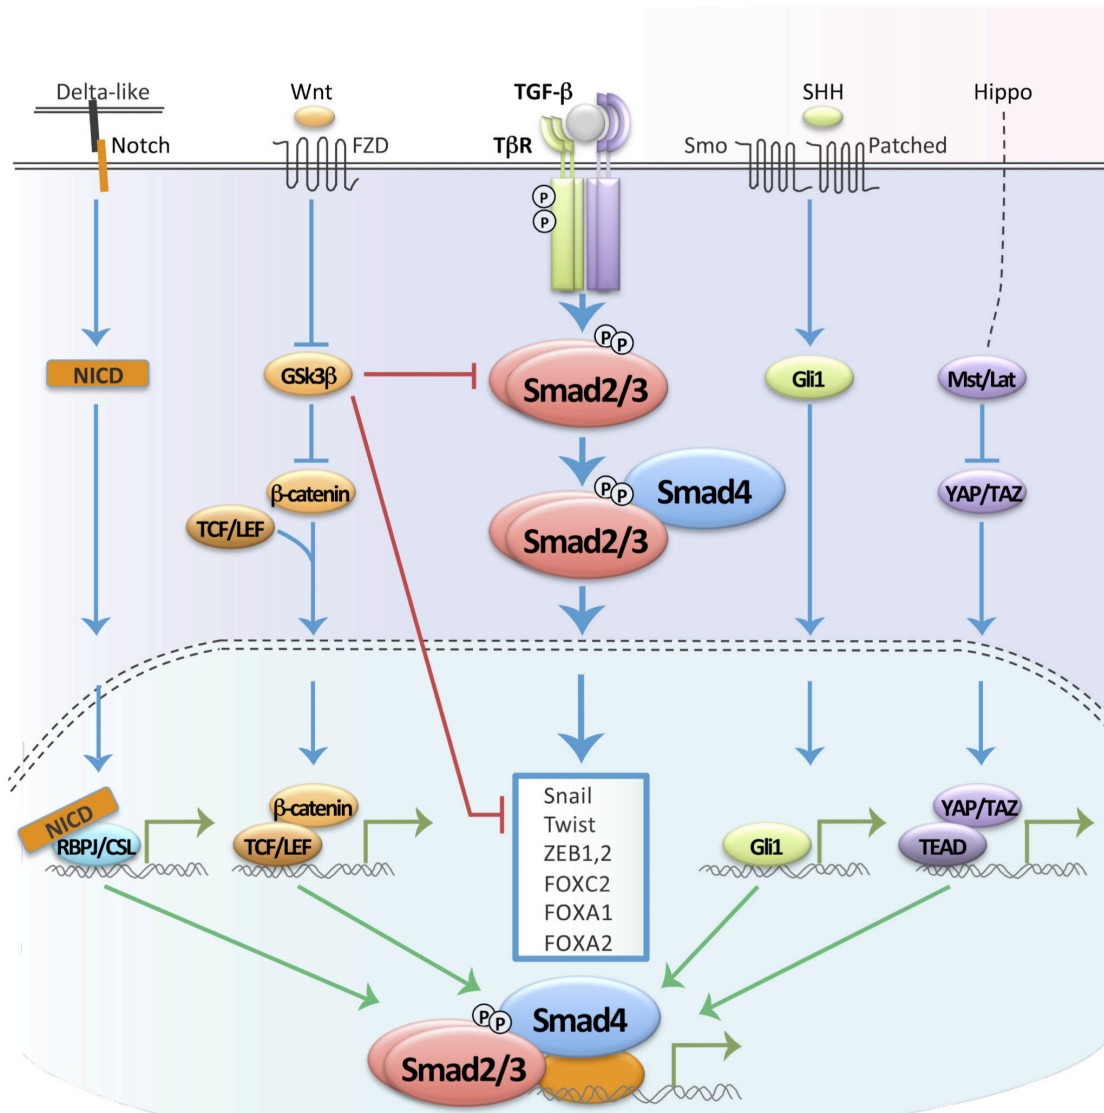 Delta-like
Wnt
TGF-β
SHH
Hippo
Notch
FZD
TβR
Smo
Patched
P
P
P P
NICD
GSk3β
Smad2/3
Gli1
Mst/Lat
β-catenin
P P
Smad4
YAP/TAZ
TCF/LEF
Smad2/3
Snail
Twist
ZEB1,2
FOXC2
FOXA1
FOXA2
NICD
RBPJ/CSL
β-catenin
TCF/LEF
Gli1
YAP/TAZ
TEAD
P P
Smad4
Smad2/3